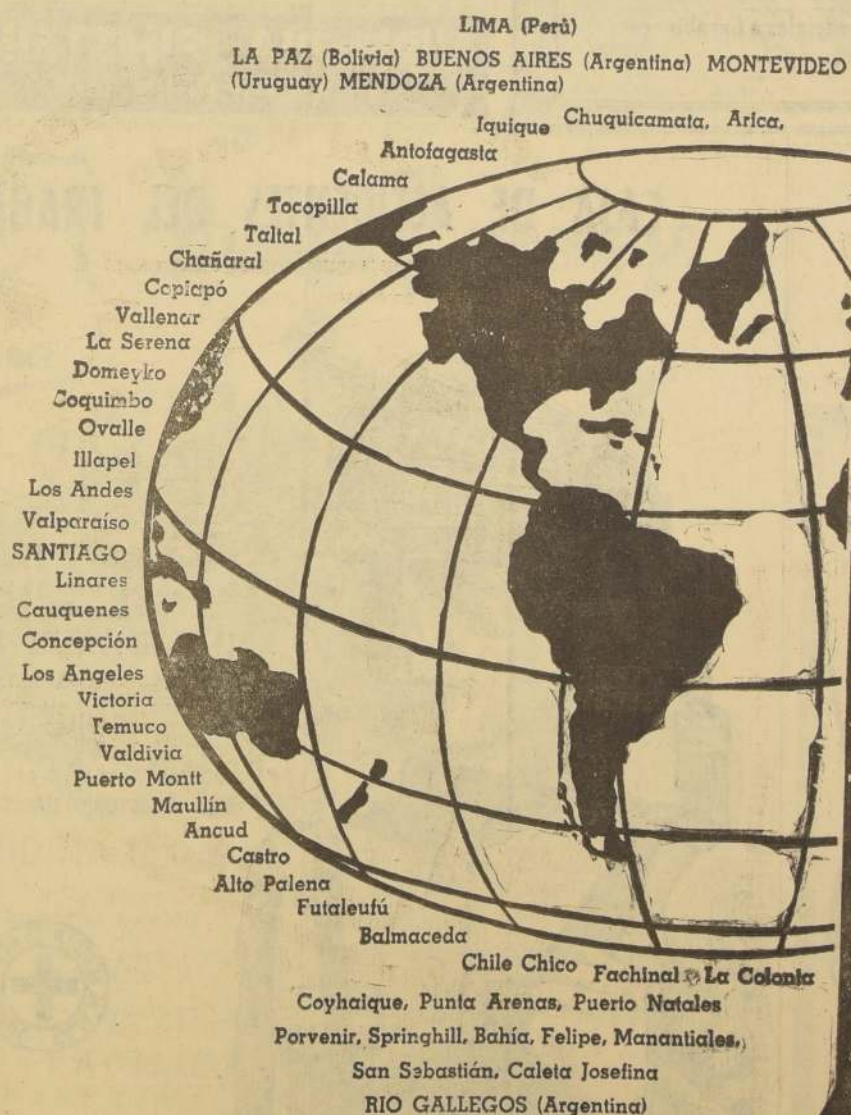 LIMA (Perú)
LA PAZ (Bolivia) BUENOS AIRES (Argentina) MONTEVIDEO
(Uruguay) MENDOZA (Argentina)
Iquique Chuquicamata, Arica,
Antofagasta
Calama
Tocopilla
Taltal
Chañaral
Copiapó
Vallenar
La Serena
Domeyko
Coquimbo
Ovalle
Illapel
Los Andes
Valparaíso
SANTIAGO
Linares
Cauquenes
Concepción
Los Angeles
Victoria
Temuco
Valdivia
Puerto Montt
Maullín
Ancud
Castro
Alto Palena
Futaleufú
Balmaceda
Chile Chico Fachinal La Colonia
Coyhaique, Punta Arenas, Puerto Natales
Porvenir, Springhill, Bahía, Felipe, Manantiales,
San Sebastián, Caleta Josefina
RIO GALLEGOS (Argentina)